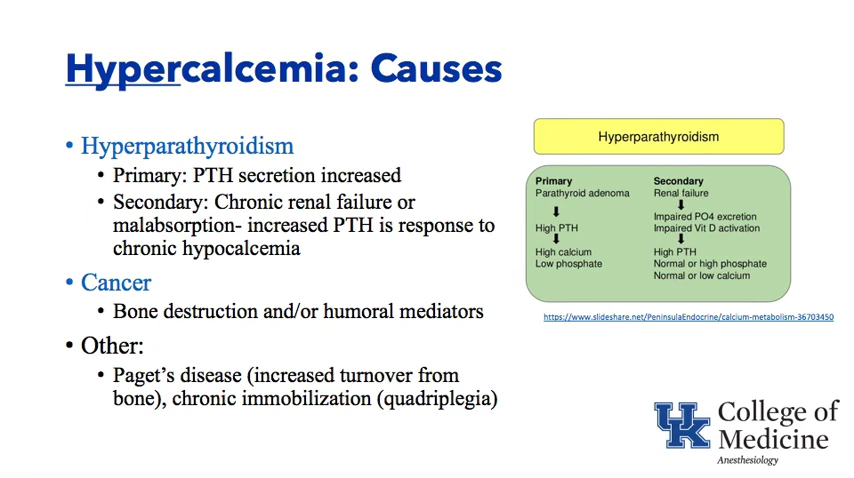 Hypercalcemia: Causes
• Hyperparathyroidism
• Primary: PTH secretion increased
• Secondary: Chronic renal failure or
malabsorption- increased PTH is response to
chronic hypocalcemia
• Cancer
• Bone destruction and/or humoral mediators
• Other:
• Paget's disease (increased turnover from
bone), chronic immobilization (quadriplegia)
Hyperparathyroidism
Primary
Parathyroid adenoma
High PTH
High calcium
Low phosphate
Secondary
Renal failure
Impaired PO4 excretion
Impaired Vit D activation
High PTH
Normal or high phosphate
Normal or low calcium
https://www.slideshare.net/PeninsulaEndocrine/calcium-metabolism-36703450
UK
College of
Medicine
Anesthesiology